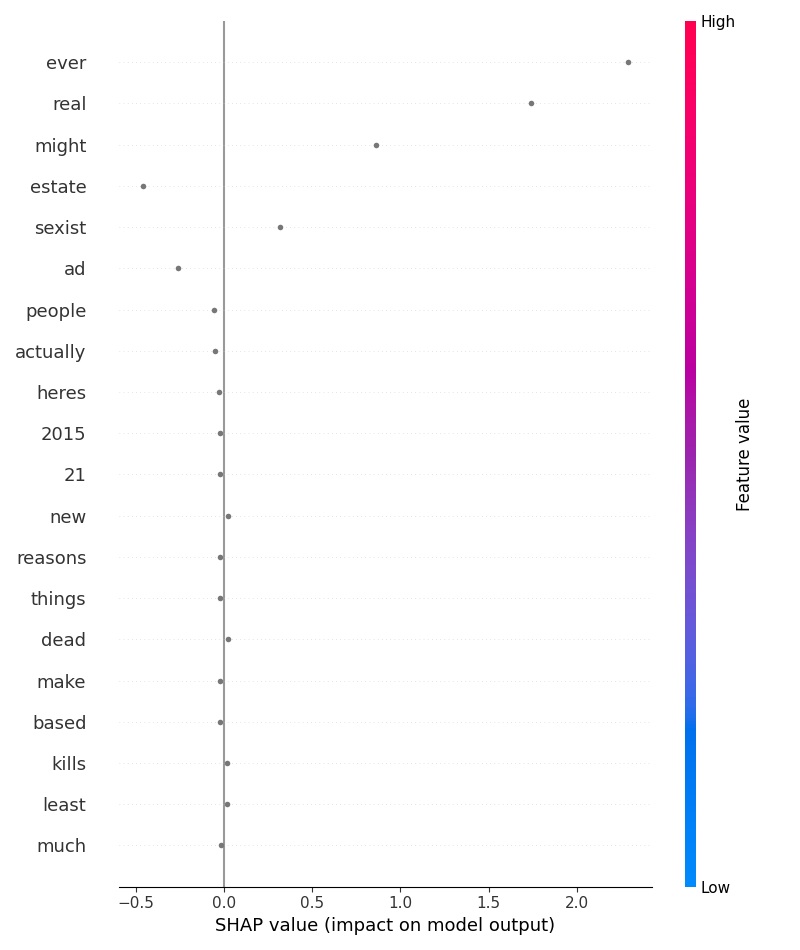 High
ever
real
might
estate
sexist
ad
people
actually
heres
2015
21
new
reasons
things
dead
make
based
kills
least
much
Feature value
Low
−0.5 0.0 0.5 1.0 1.5 2.0
SHAP value (impact on model output)